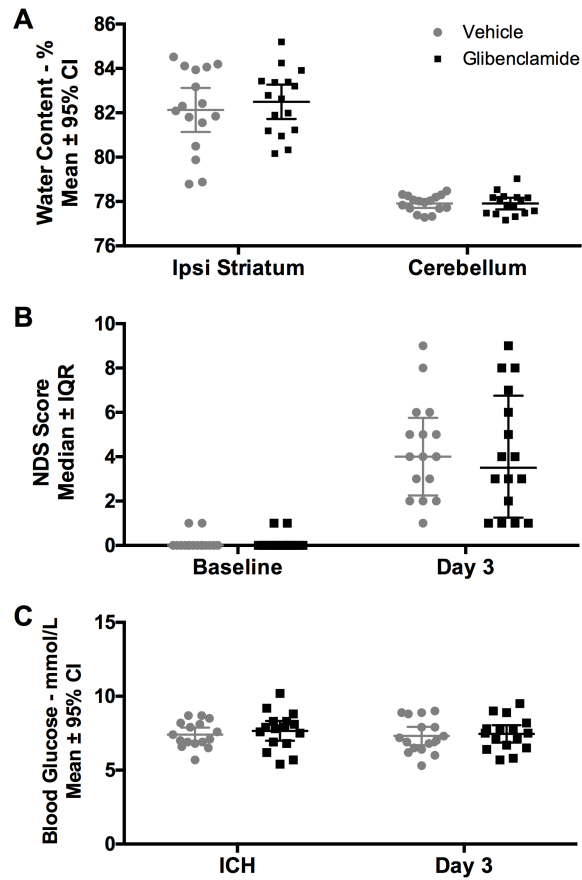 A
Water Content - %
Mean ± 95% CI
86
84
82
80
78
76
Vehicle
Glibenclamide
Ipsi Striatum
Cerebellum
B
NDS Score
Median ± IQR
10
8
6
4
2
0
Baseline
Day 3
C
Blood Glucose - mmol/L
Mean ± 95% CI
15
10
5
0
ICH
Day 3